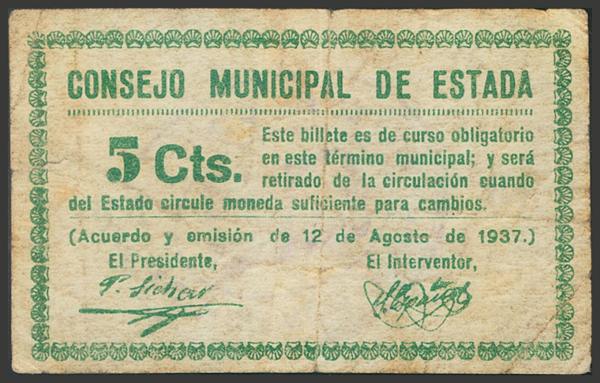 CONSEJO MUNICIPAL DE ESTADA
5 Cts.
Este billete es de curso obligatorio
en este término municipal; y será
retirado de la circulación cuando
del Estado circule moneda suficiente para cambios.
(Acuerdo y emisión de 12 de Agosto de 1937.)
El Presidente, El Interventor,